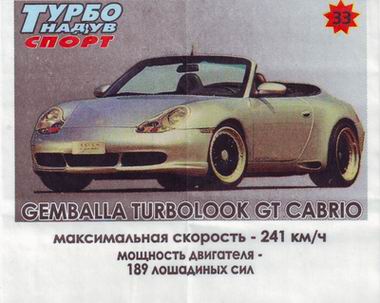 ТУРБО
НАДУВ
СПОРТ
33
GEMBALLA TURBOLOOK GT CABRIO
максимальная скорость - 241 км/ч
мощность двигателя -
189 лошадиных сил